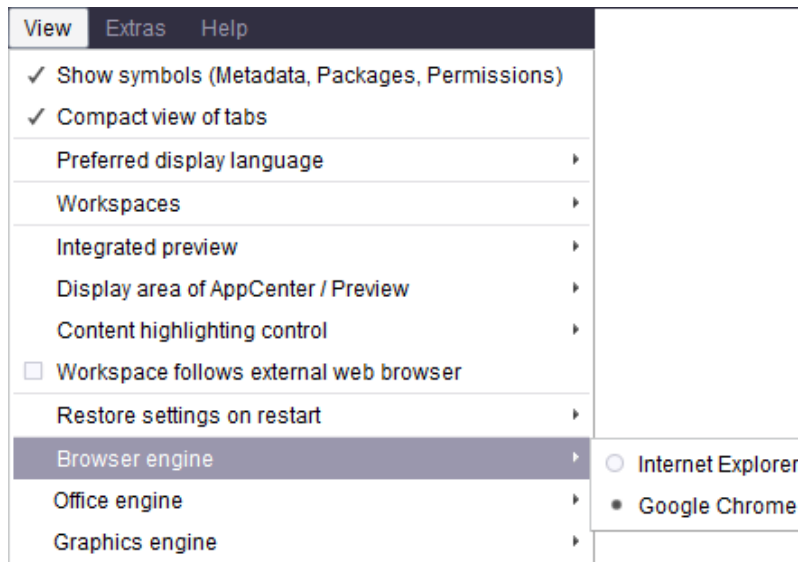 View Extras Help
Show symbols (Metadata, Packages, Permissions)
Compact view of tabs
Preferred display language
Workspaces
Integrated preview
Display area of AppCenter / Preview
Content highlighting control
Workspace follows external web browser
Restore settings on restart
Browser engine
Internet Explorer
Google Chrome
Office engine
Graphics engine